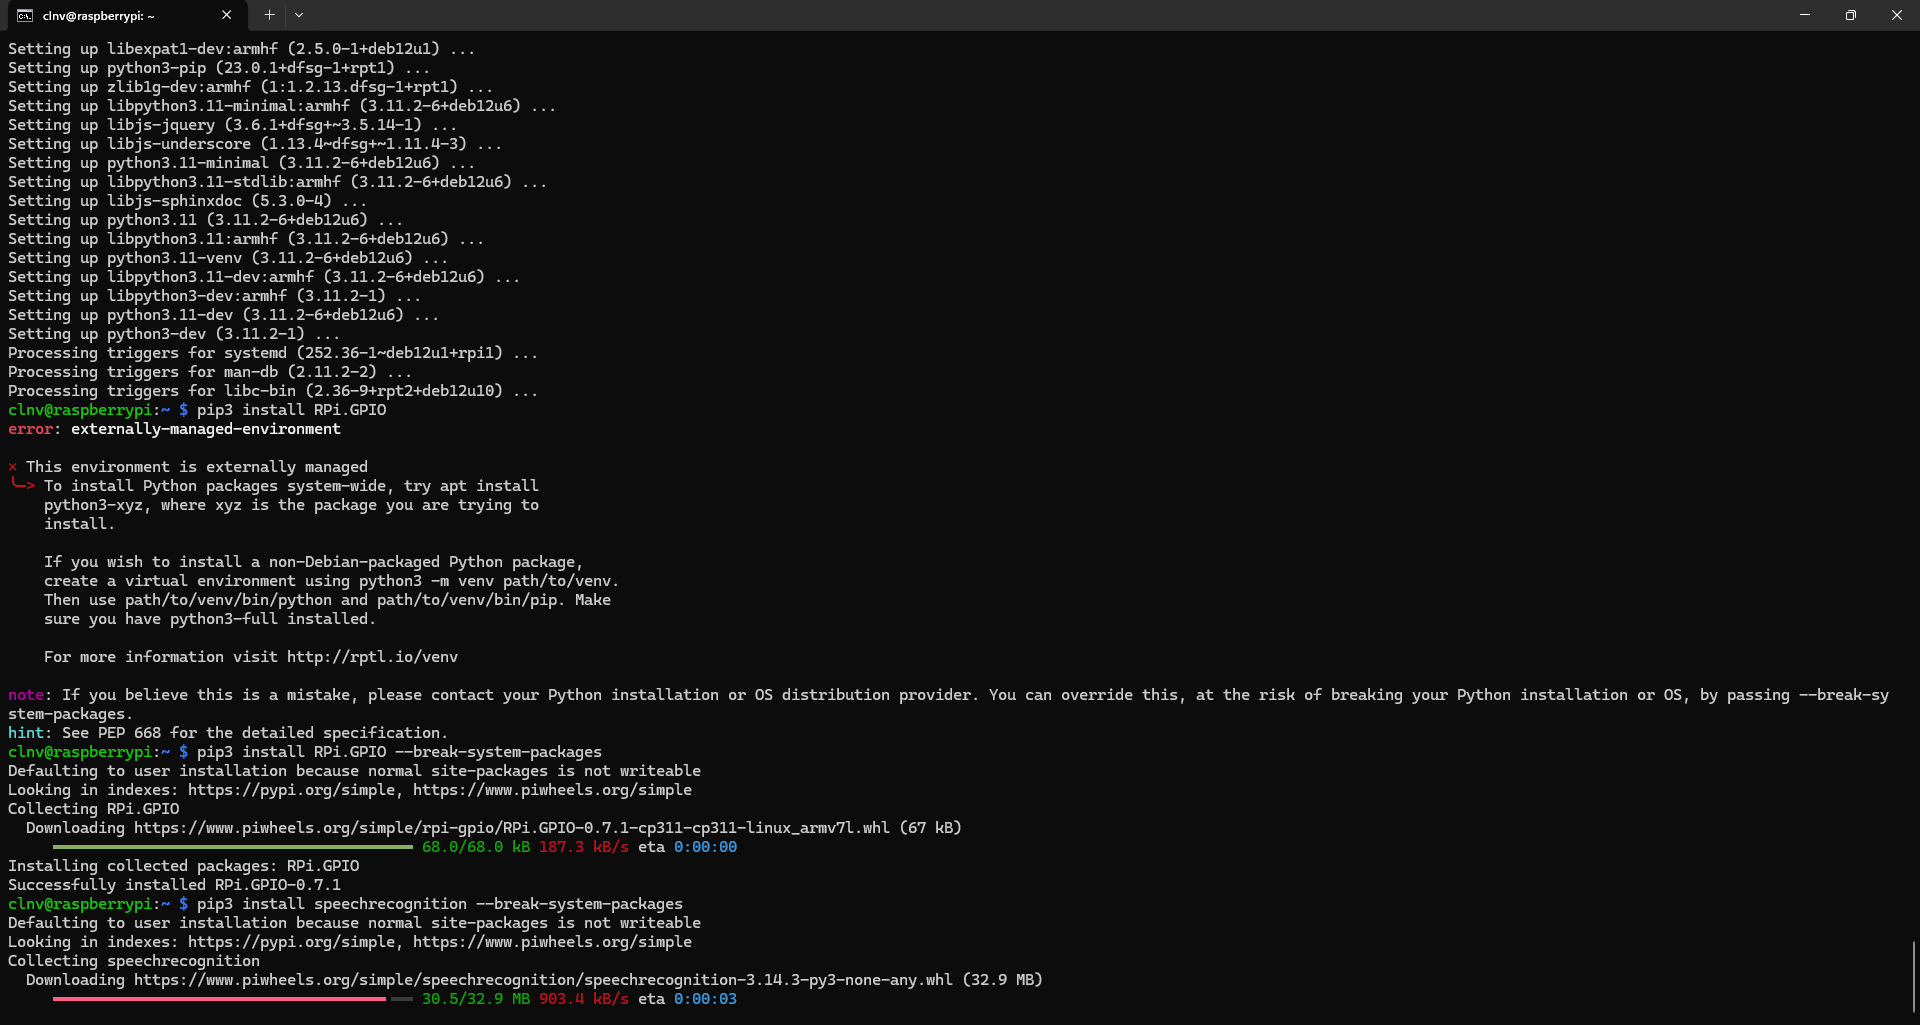 clnv@raspberrypi: ~
Setting up libexpat1-dev:armhf (2.5.0-1+deb12u1) ...
Setting up python3-pip (23.0.1+dfsg-1+rpt1) ...
Setting up zlib1g-dev:armhf (1:1.2.13.dfsg-1+rpt1) ...
Setting up libpython3.11-minimal:armhf (3.11.2-6+deb12u6) ...
Setting up libjs-jquery (3.6.1+dfsg+~3.5.14-1) ...
Setting up libjs-underscore (1.13.4~dfsg+~1.11.4-3) ...
Setting up python3.11-minimal (3.11.2-6+deb12u6) ...
Setting up libpython3.11-stdlib:armhf (3.11.2-6+deb12u6) ...
Setting up libjs-sphinxdoc (5.3.0-4) ...
Setting up python3.11 (3.11.2-6+deb12u6) ...
Setting up libpython3.11:armhf (3.11.2-6+deb12u6) ...
Setting up python3.11-venv (3.11.2-6+deb12u6) ...
Setting up libpython3.11-dev:armhf (3.11.2-6+deb12u6) ...
Setting up libpython3-dev:armhf (3.11.2-1) ...
Setting up python3.11-dev (3.11.2-6+deb12u6) ...
Setting up python3-dev (3.11.2-1) ...
Processing triggers for systemd (252.36-1~deb12u1+rpi1) ...
Processing triggers for man-db (2.11.2-2) ...
Processing triggers for libc-bin (2.36-9+rpt2+deb12u10) ...
clnv@raspberrypi:~ $ pip3 install RPi.GPIO
error: externally-managed-environment
× This environment is externally managed
╰─> To install Python packages system-wide, try apt install
python3-xyz, where xyz is the package you are trying to
install.
If you wish to install a non-Debian-packaged Python package,
create a virtual environment using python3 -m venv path/to/venv.
Then use path/to/venv/bin/python and path/to/venv/bin/pip. Make
sure you have python3-full installed.
For more information visit http://rptl.io/venv
note: If you believe this is a mistake, please contact your Python installation or OS distribution provider. You can override this, at the risk of breaking your Python installation or OS, by passing --break-sy
stem-packages.
hint: See PEP 668 for the detailed specification.
clnv@raspberrypi:~ $ pip3 install RPi.GPIO --break-system-packages
Defaulting to user installation because normal site-packages is not writeable
Looking in indexes: https://pypi.org/simple, https://www.piwheels.org/simple
Collecting RPi.GPIO
Downloading https://www.piwheels.org/simple/rpi-gpio/RPi.GPIO-0.7.1-cp311-cp311-linux_armv7l.whl (67 kB)
68.0/68.0 kB 187.3 kB/s eta 0:00:00
Installing collected packages: RPi.GPIO
Successfully installed RPi.GPIO-0.7.1
clnv@raspberrypi:~ $ pip3 install speechrecognition --break-system-packages
Defaulting to user installation because normal site-packages is not writeable
Looking in indexes: https://pypi.org/simple, https://www.piwheels.org/simple
Collecting speechrecognition
Downloading https://www.piwheels.org/simple/speechrecognition/speechrecognition-3.14.3-py3-none-any.whl (32.9 MB)
30.5/32.9 MB 903.4 kB/s eta 0:00:03